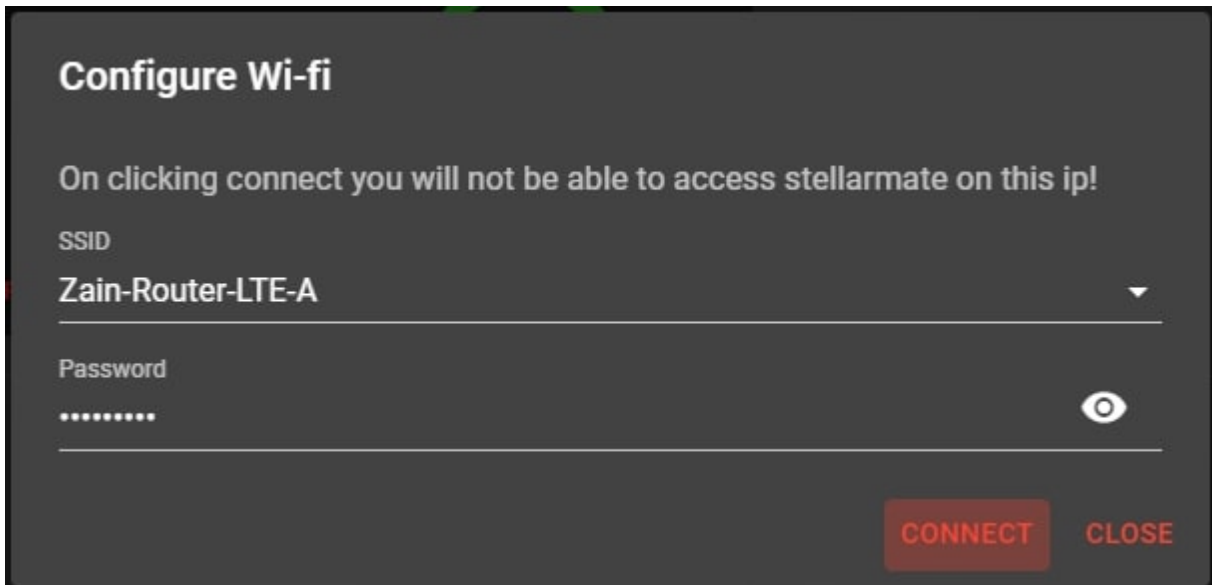 Configure Wi-fi
On clicking connect you will not be able to access stellarmate on this ip!
SSID
Zain-Router-LTE-A
Password
•••••••••
CONNECT CLOSE